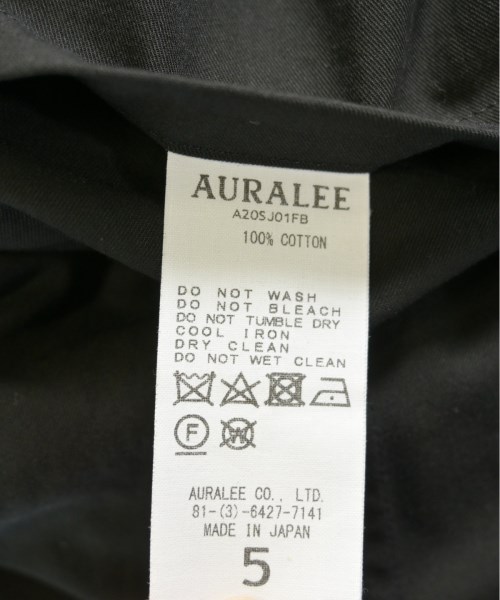 AURALEE
A20SJ01FB
100% COTTON
DO NOT WASH
DO NOT BLEACH
DO NOT TUMBLE DRY
COOL IRON
DRY CLEAN
DO NOT WET CLEAN
F W
AURALEE CO., LTD.
81-(3)-6427-7141
MADE IN JAPAN
5